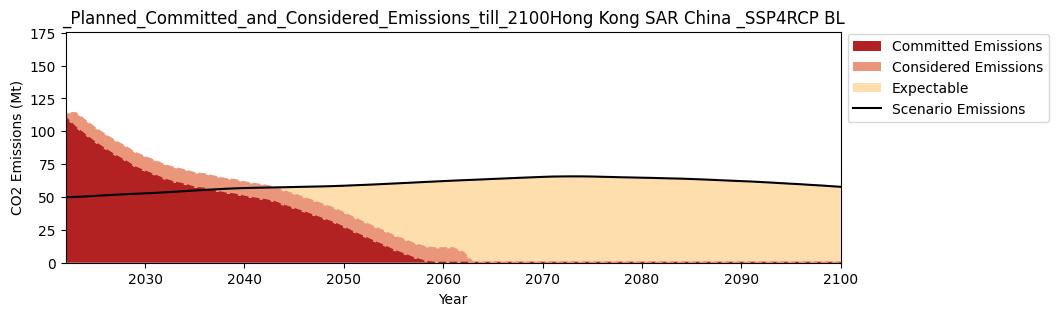 _Planned_Committed_and_Considered_Emissions_till_2100Hong Kong SAR China _SSP4RCP BL
CO2 Emissions (Mt)
175
150
125
100
75
50
25
0
2030 2040 2050 2060 2070 2080 2090 2100
Year
Committed Emissions
Considered Emissions
Expectable
Scenario Emissions